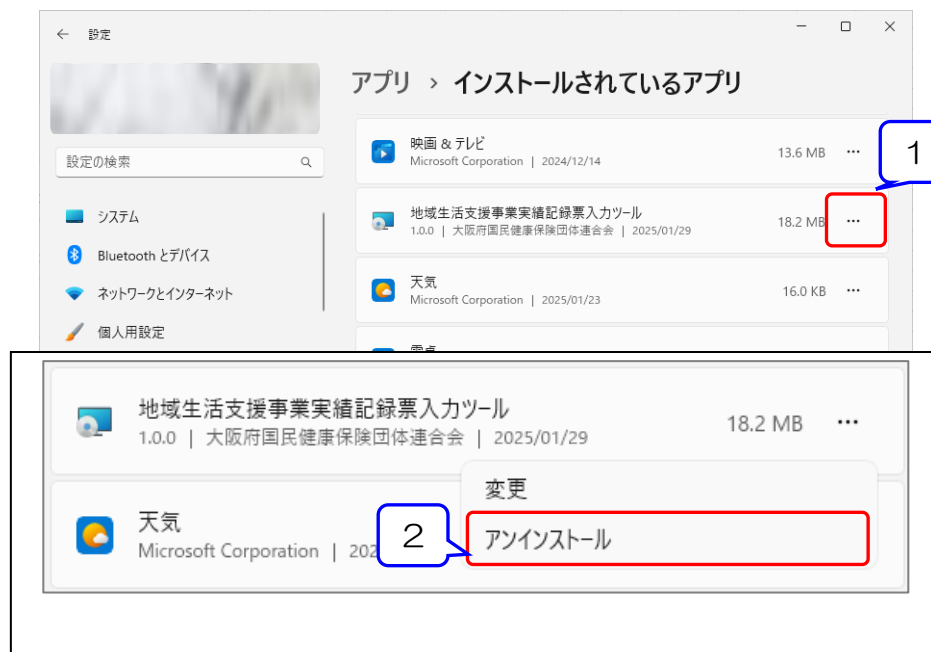 ← 設定
アプリ › インストールされているアプリ
設定の検索
システム
Bluetooth とデバイス
ネットワークとインターネット
個人用設定
映画 & テレビ
Microsoft Corporation | 2024/12/14
13.6 MB ···
1
地域生活支援事業実績記録票入力ツール
1.0.0 | 大阪府国民健康保険団体連合会 | 2025/01/29
18.2 MB ···
天気
Microsoft Corporation | 2025/01/23
16.0 KB ···
地域生活支援事業実績記録票入力ツール
1.0.0 | 大阪府国民健康保険団体連合会 | 2025/01/29
18.2 MB ···
変更
天気
Microsoft Corporation | 202
2
アンインストール